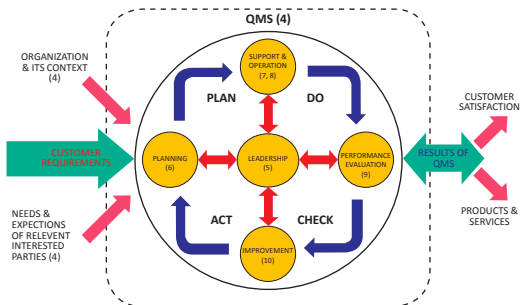 QMS (4)
ORGANIZATION
& ITS CONTEXT
(4)
SUPPORT &
OPERATION
(7, 8)
PLAN
DO
CUSTOMER
SATISFACTION
CUSTOMER
REQUIREMENTS
PLANNING
(6)
LEADERSHIP
(5)
PERFORMANCE
EVALUATION
(9)
RESULTS OF
QMS
NEEDS &
EXPECTIONS
OF RELEVENT
INTERESTED
PARTIES (4)
ACT
CHECK
IMPROVEMENT
(10)
PRODUCTS &
SERVICES